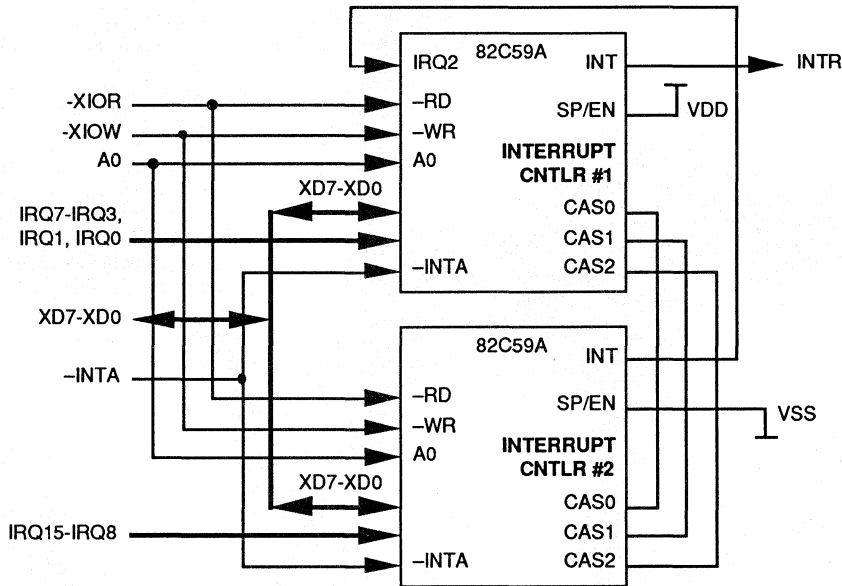 82C59A
IRQ2
INT
INTR
-XIOR
–RD
SP/EN
VDD
-XIOW
–WR
A0
A0
INTERRUPT
CNTLR #1
XD7-XD0
IRQ7-IRQ3,
IRQ1, IRQ0
CAS0
CAS1
–INTA
CAS2
XD7-XD0
82C59A
INT
–INTA
–RD
SP/EN
VSS
–WR
A0
INTERRUPT
CNTLR #2
XD7-XD0
CAS0
IRQ15-IRQ8
CAS1
–INTA
CAS2